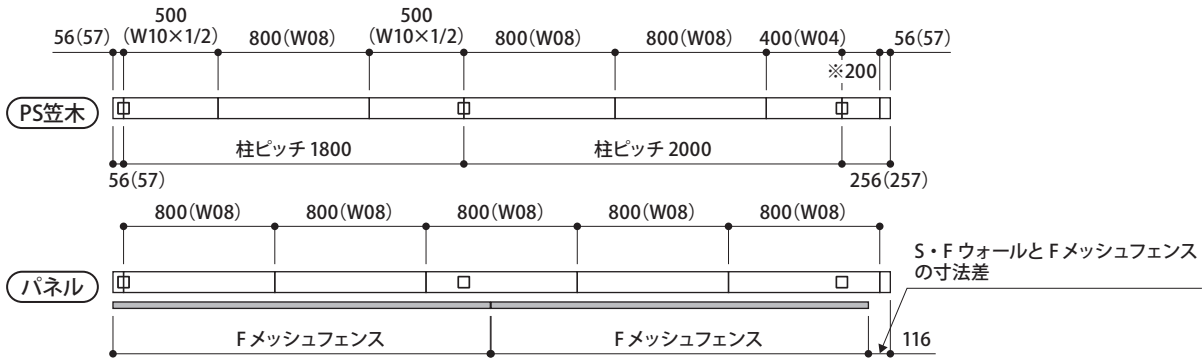 500
(W10×1/2)
500
(W10×1/2)
56(57)
800(W08)
800(W08)
800(W08)
400(W04)
56(57)
※200
PS笠木
柱ピッチ 1800
柱ピッチ 2000
56(57)
256(257)
800(W08)
800(W08)
800(W08)
800(W08)
800(W08)
S・F ウォールと F メッシュフェンス
の寸法差
パネル
F メッシュフェンス
F メッシュフェンス
116